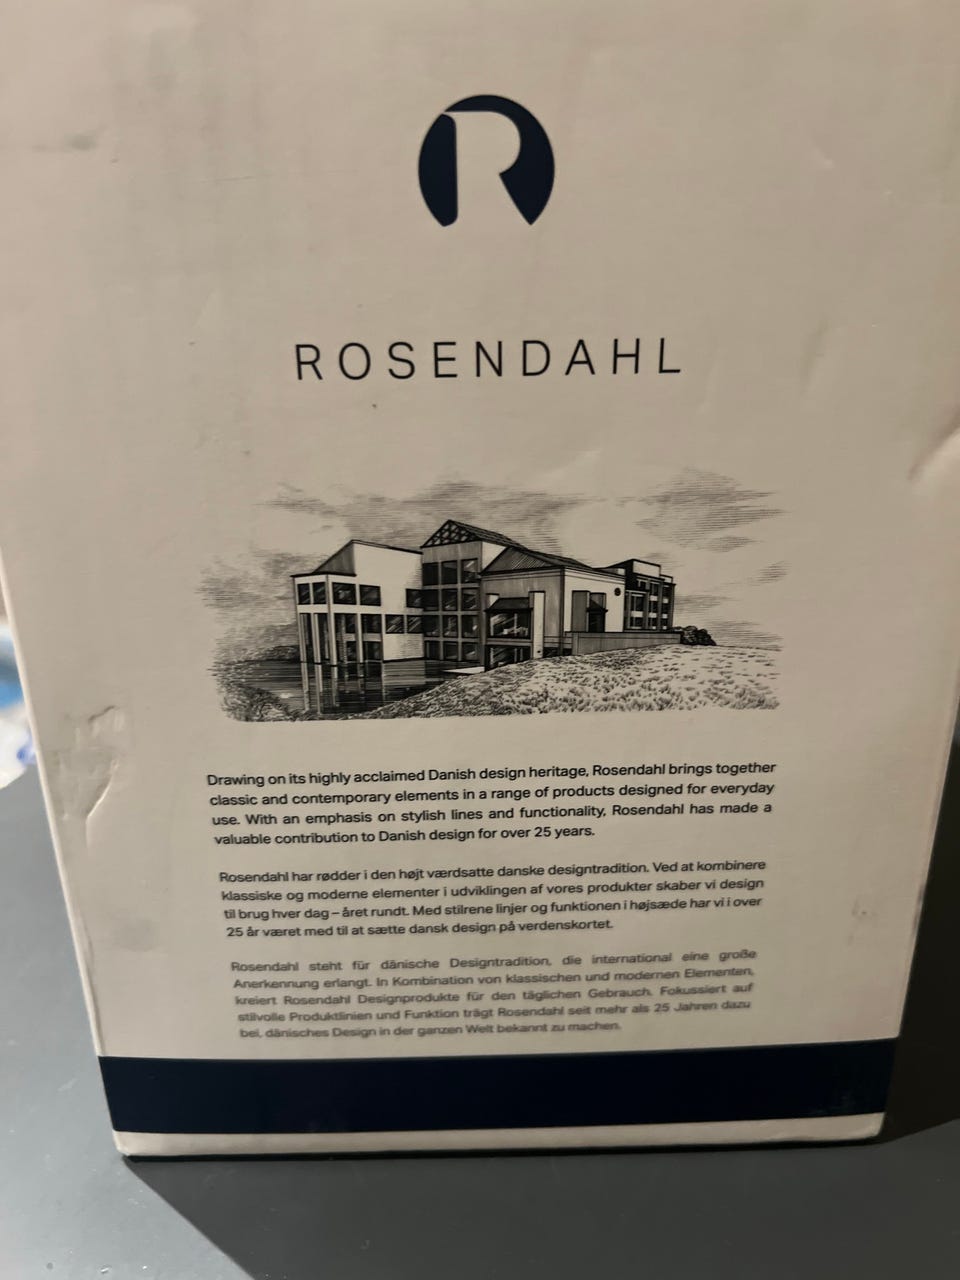 R
ROSENDAHL
Drawing on its highly acclaimed Danish design heritage, Rosendahl brings together
classic and contemporary elements in a range of products designed for everyday
use. With an emphasis on stylish lines and functionality, Rosendahl has made a
valuable contribution to Danish design for over 25 years.
Rosendahl har rødder i den højt værdsatte danske designtradition. Ved at kombinere
klassiske og moderne elementer i udviklingen af vores produkter skaber vi design
til brug hver dag – året rundt. Med stilrene linjer og funktionen i højsæde har vi i over
25 år været med til at sætte dansk design på verdenskortet.
Rosendahl steht für dänische Designtradition, die international eine große
Anerkennung erlangt. In Kombination von klassischen und modernen Elementen,
kreiert Rosendahl Designprodukte für den täglichen Gebrauch. Fokussiert auf
stilvolle Produktlinien und Funktion trägt Rosendahl seit mehr als 25 Jahren dazu
bei, dänisches Design in der ganzen Welt bekannt zu machen.